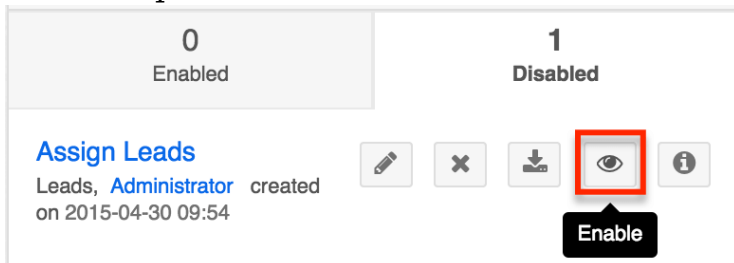 0
Enabled
1
Disabled
Assign Leads
Leads, Administrator created
on 2015-04-30 09:54
Enable